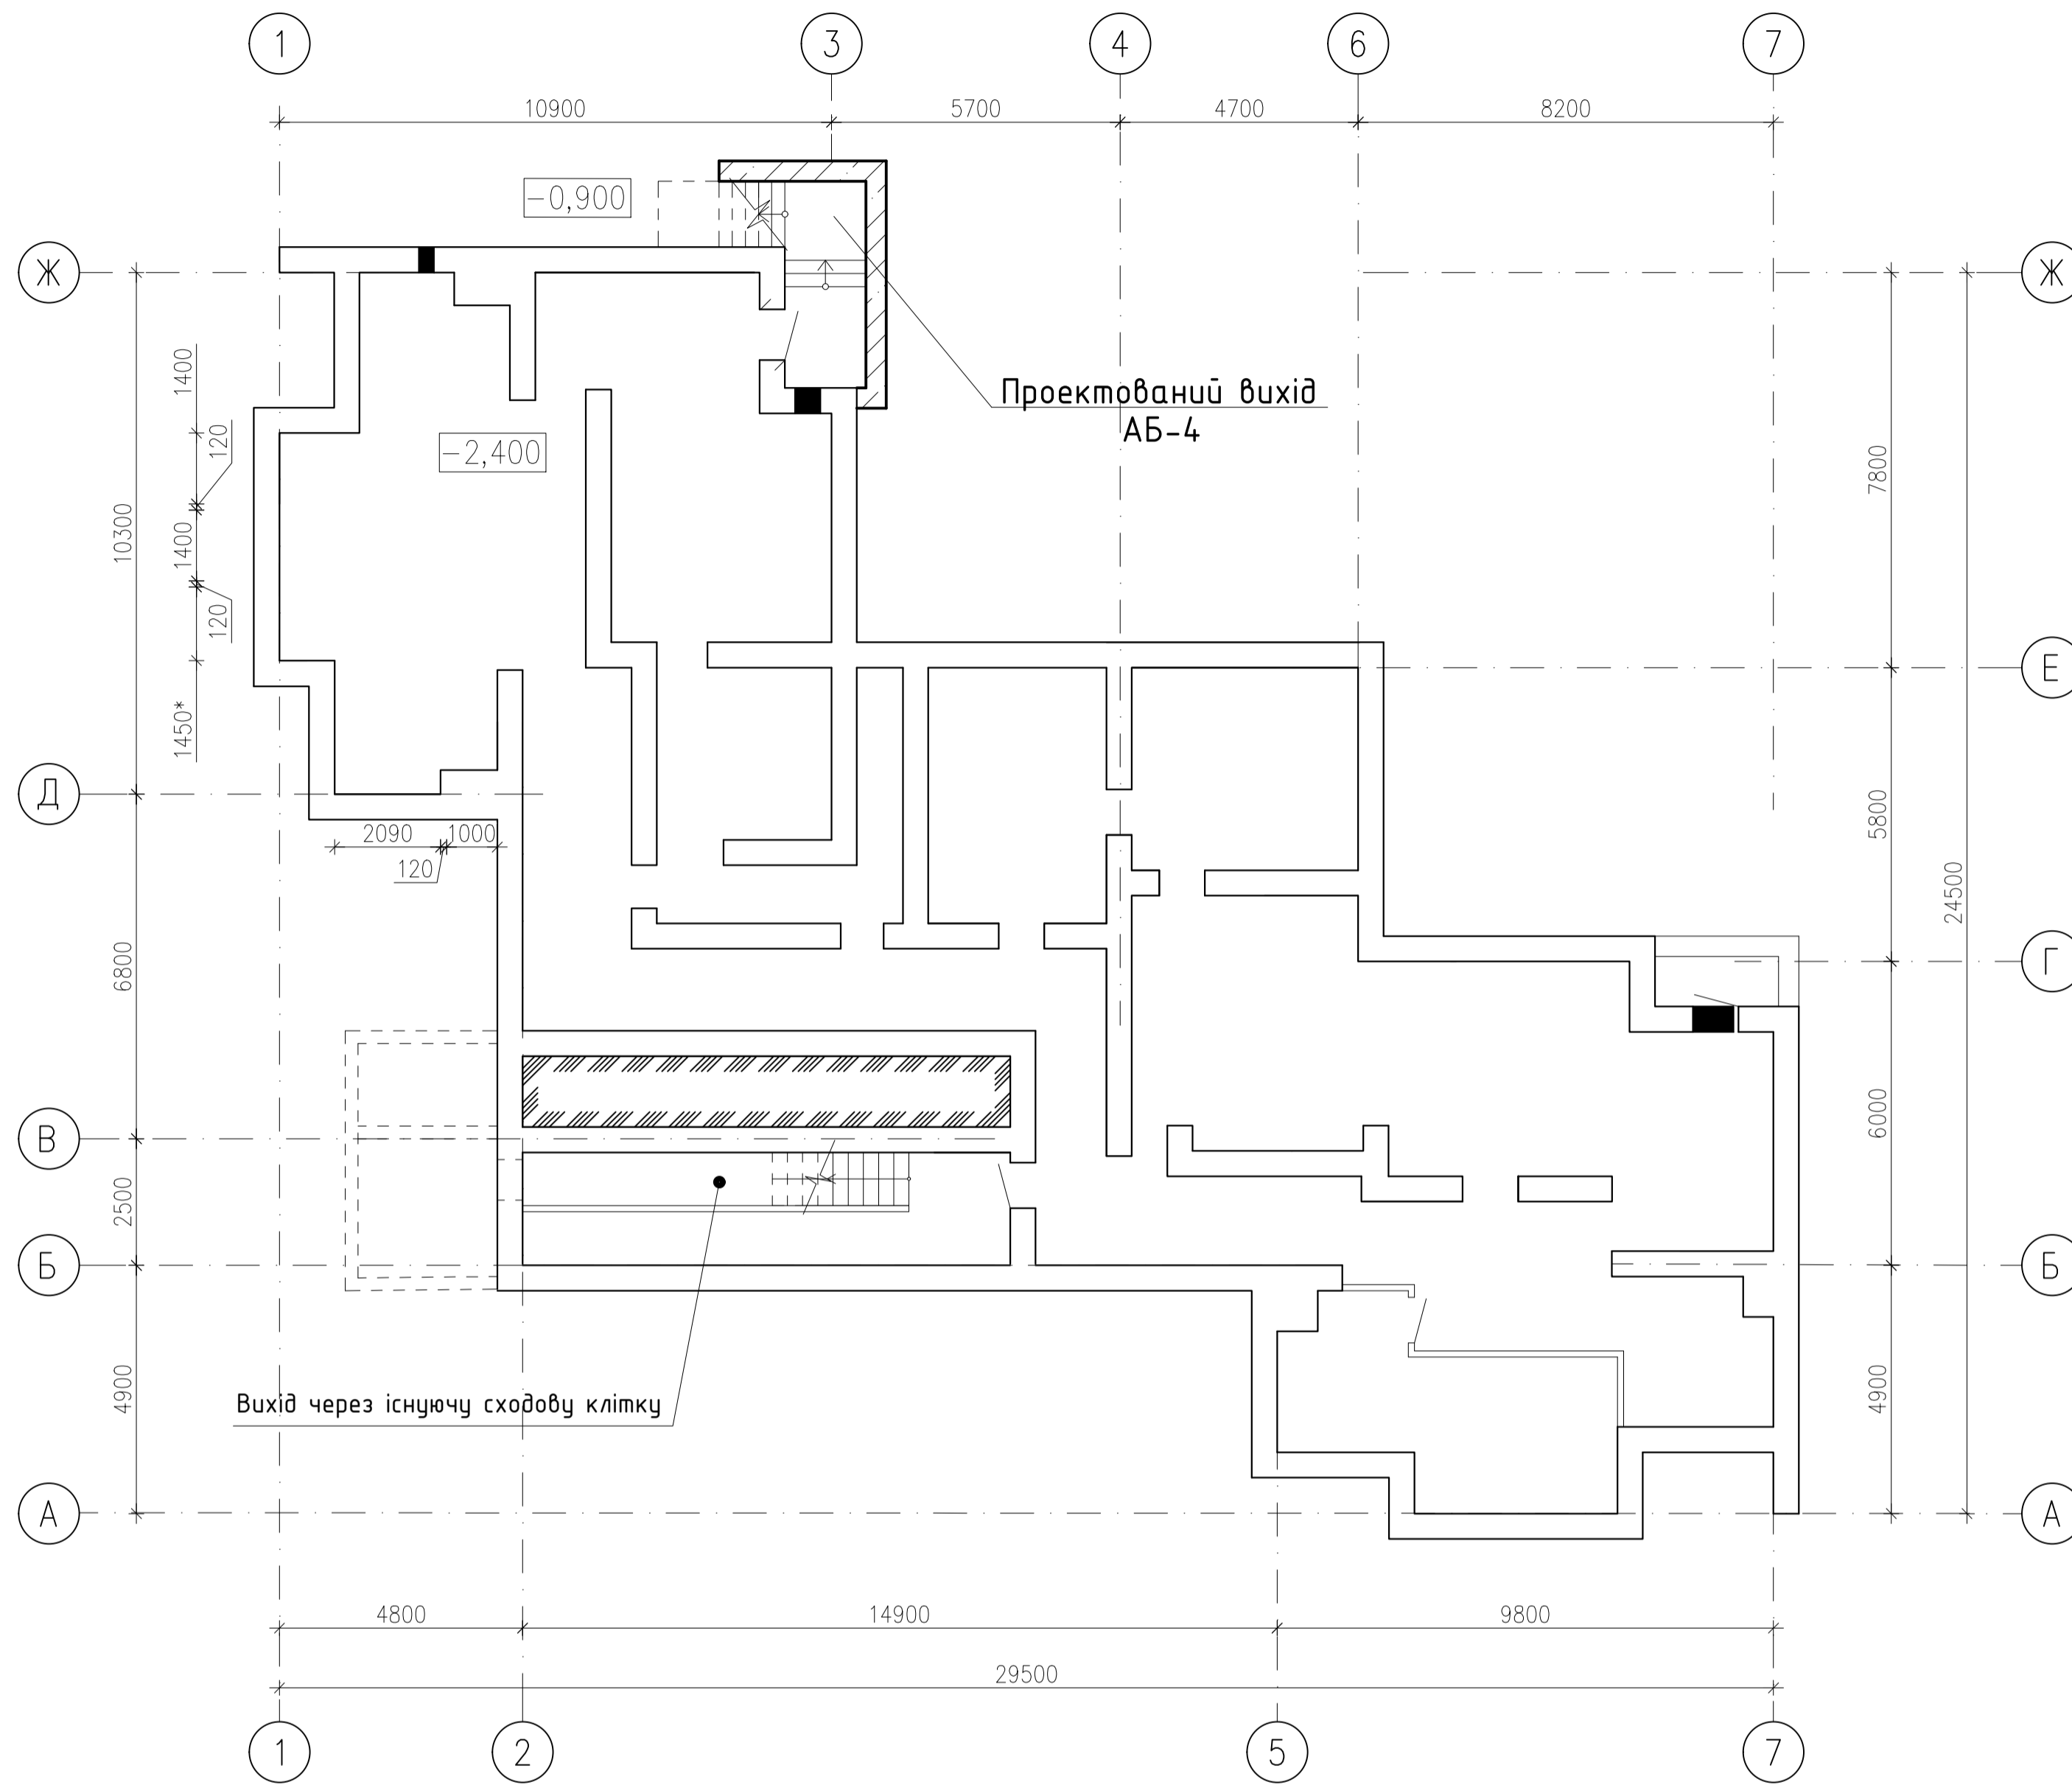 1 3 4 6 7
10900 5700 4700 8200
-0,900
Ж Ж
Проектований вихід
АБ-4
-2,400
1400
120
1400
120
1450*
10300
7800
Е
Д
2090 1000
120
5800
24500
6800
Г
6000
В
2500
Б Б
4900 4900
Вихід через існуючу сходову клітку
А А
4800 14900 9800
29500
1 2 5 7